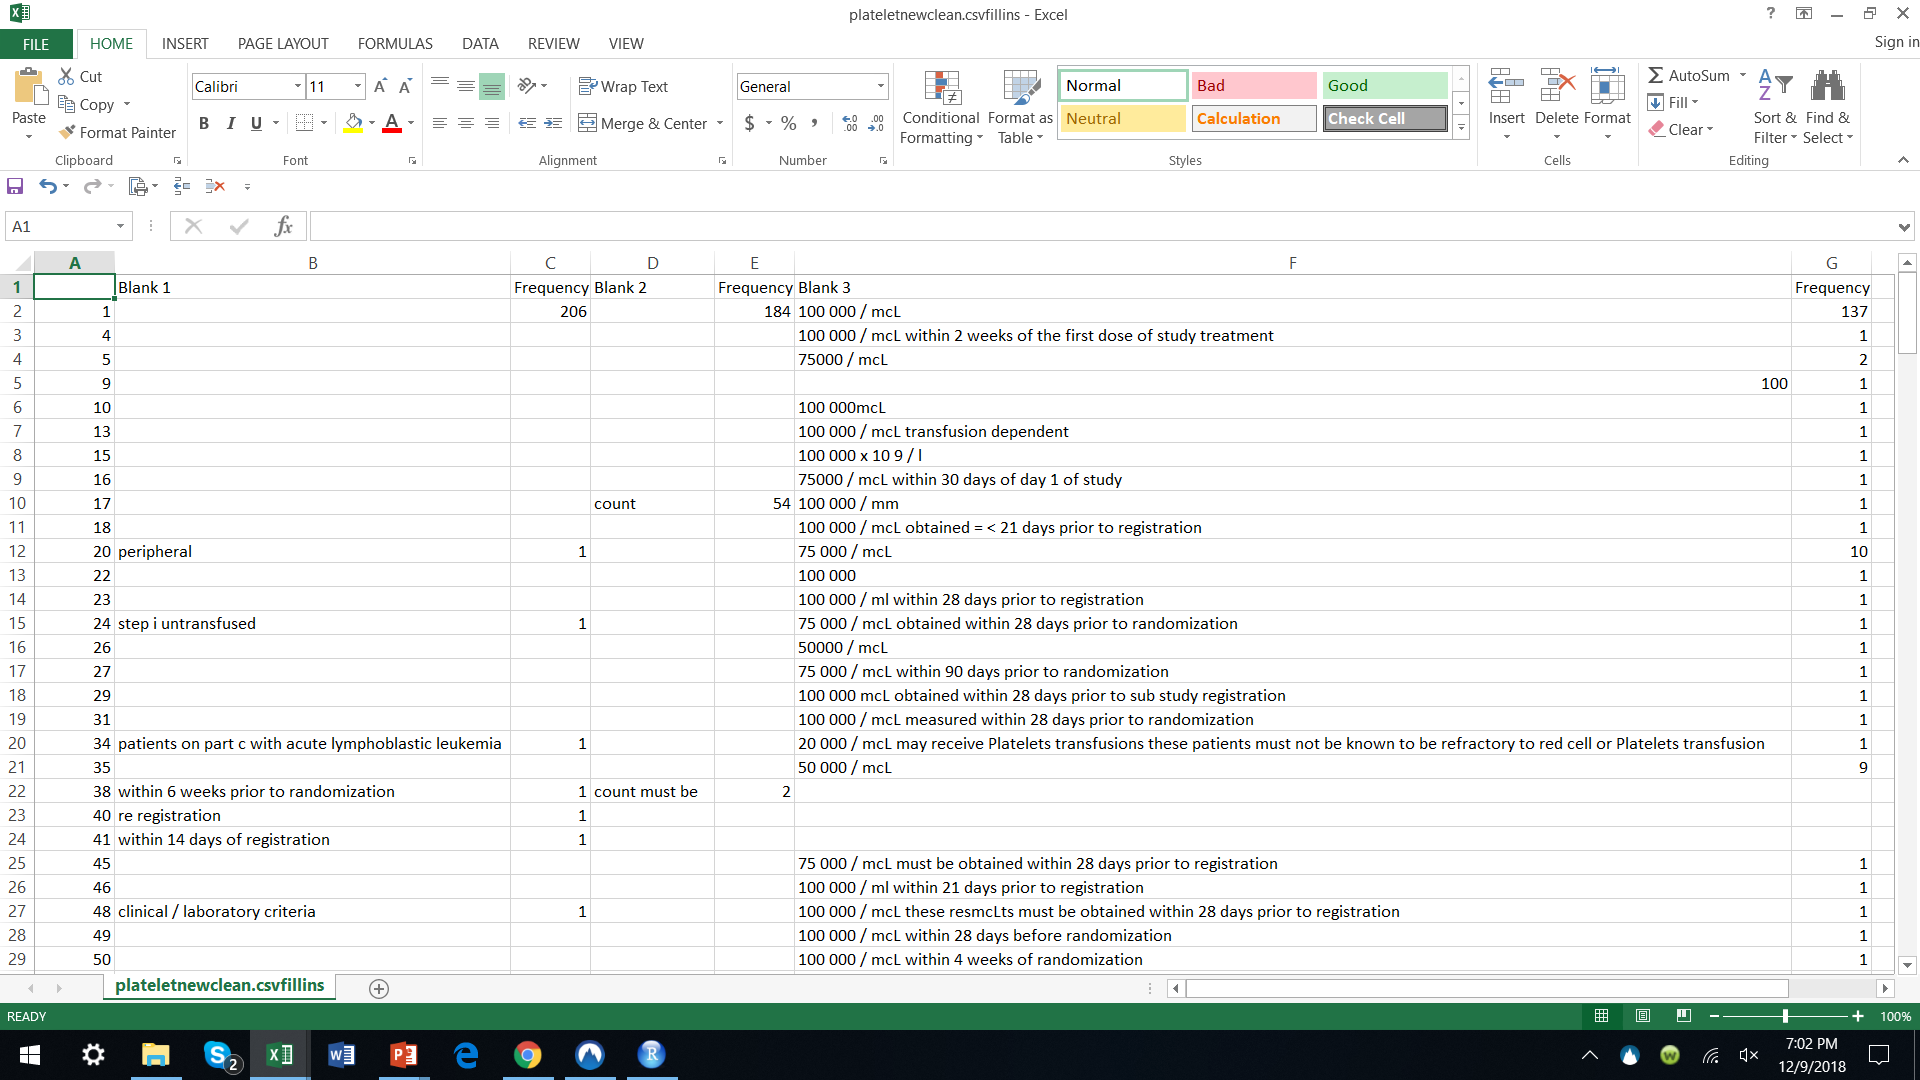 plateletnewclean.csvfillins - Excel
?
Sign in
FILE HOME INSERT PAGE LAYOUT FORMULAS DATA REVIEW VIEW
Paste
Cut
Copy
Format Painter
Clipboard
Calibri 11
B I U
Font
Wrap Text
Merge & Center
Alignment
General
$ % ,
Number
Conditional Formatting
Format as Table
Normal Bad Good
Neutral Calculation Check Cell
Styles
Insert Delete Format
Cells
AutoSum
Fill
Clear
Sort & Filter
Find & Select
Editing
A1 fx
A B C D E F G
1 Blank 1 Frequency Blank 2 Frequency Blank 3 Frequency
2 1 206 184 100 000 / mcL 137
3 4 100 000 / mcL within 2 weeks of the first dose of study treatment 1
4 5 75000 / mcL 2
5 9 100 1
6 10 100 000mcL 1
7 13 100 000 / mcL transfusion dependent 1
8 15 100 000 x 10 9 / l 1
9 16 75000 / mcL within 30 days of day 1 of study 1
10 17 count 54 100 000 / mm 1
11 18 100 000 / mcL obtained = < 21 days prior to registration 1
12 20 peripheral 1 75 000 / mcL 10
13 22 100 000 1
14 23 100 000 / ml within 28 days prior to registration 1
15 24 step i untransfused 1 75 000 / mcL obtained within 28 days prior to randomization 1
16 26 50000 / mcL 1
17 27 75 000 / mcL within 90 days prior to randomization 1
18 29 100 000 mcL obtained within 28 days prior to sub study registration 1
19 31 100 000 / mcL measured within 28 days prior to randomization 1
20 34 patients on part c with acute lymphoblastic leukemia 1 20 000 / mcL may receive Platelets transfusions these patients must not be known to be refractory to red cell or Platelets transfusion 1
21 35 50 000 / mcL 9
22 38 within 6 weeks prior to randomization 1 count must be 2
23 40 re registration 1
24 41 within 14 days of registration 1
25 45 75 000 / mcL must be obtained within 28 days prior to registration 1
26 46 100 000 / ml within 21 days prior to registration 1
27 48 clinical / laboratory criteria 1 100 000 / mcL these resmcLts must be obtained within 28 days prior to registration 1
28 49 100 000 / mcL within 28 days before randomization 1
29 50 100 000 / mcL within 4 weeks of randomization 1
plateletnewclean.csvfillins
READY
100%
2
7:02 PM
12/9/2018